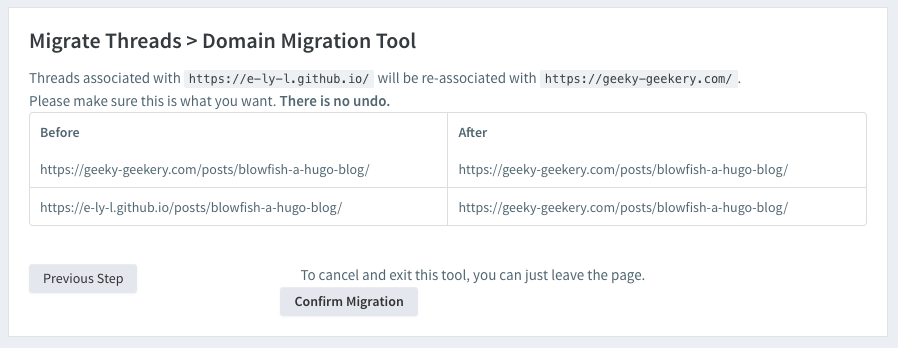 Migrate Threads > Domain Migration Tool
Threads associated with https://e-ly-l.github.io/ will be re-associated with https://geeky-geekery.com/ .
Please make sure this is what you want. There is no undo.
Before After
https://geeky-geekery.com/posts/blowfish-a-hugo-blog/ https://geeky-geekery.com/posts/blowfish-a-hugo-blog/
https://e-ly-l.github.io/posts/blowfish-a-hugo-blog/ https://geeky-geekery.com/posts/blowfish-a-hugo-blog/
Previous Step To cancel and exit this tool, you can just leave the page.
Confirm Migration